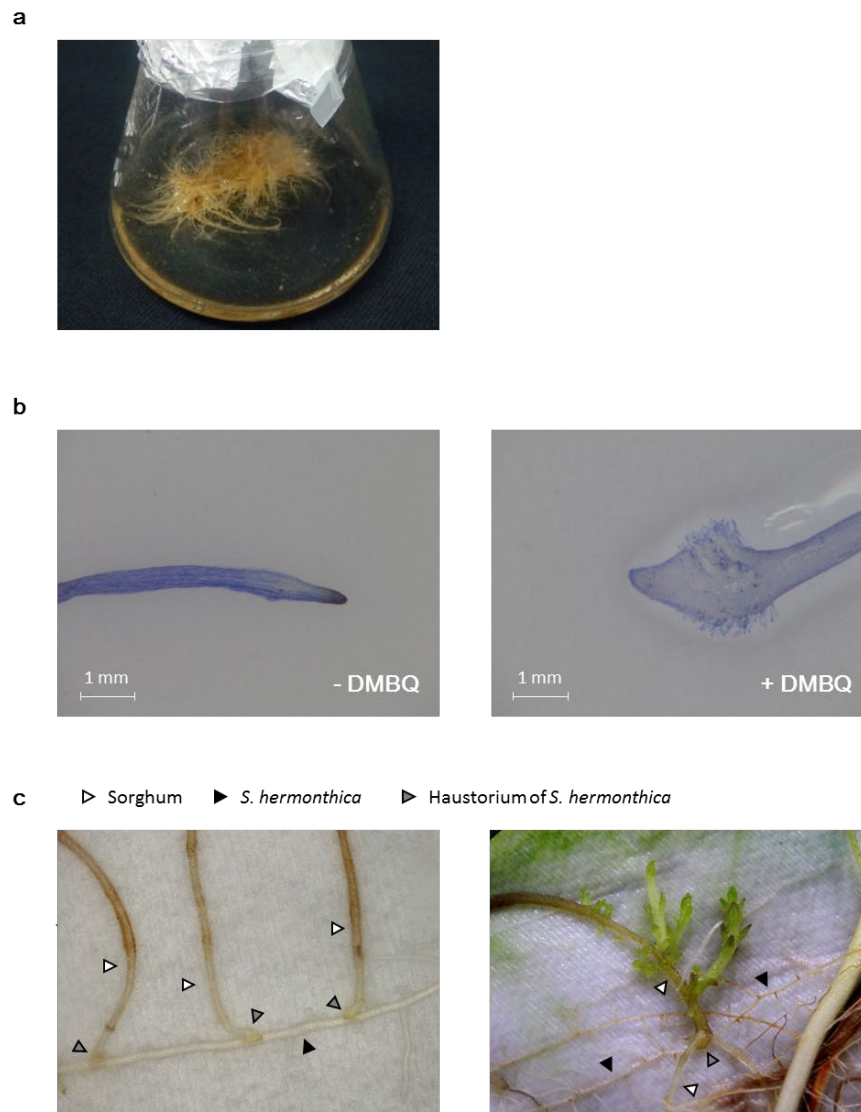 a
b
1 mm
- DMBQ
1 mm
+ DMBQ
c
Sorghum
S. hermonthica
Haustorium of S. hermonthica